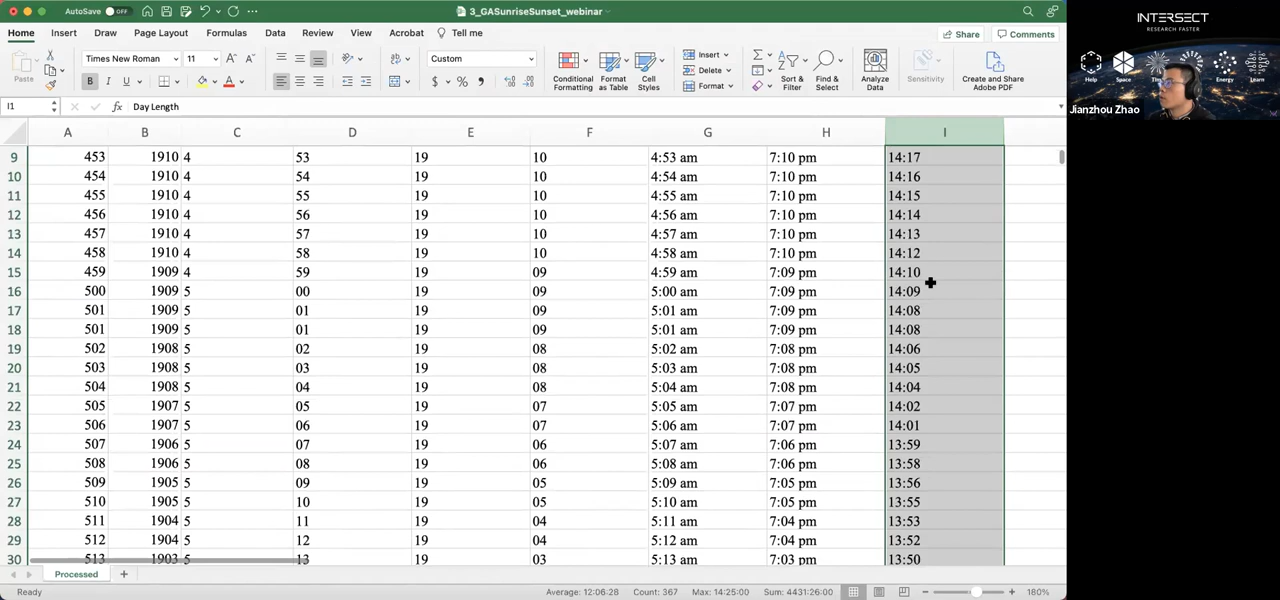 AutoSave OFF 3_GASunriseSunset_webinar
Home Insert Draw Page Layout Formulas Data Review View Acrobat Tell me Share Comments
Paste Times New Roman 11 Custom Conditional Formatting Format as Table Cell Styles Insert Delete Format Sort & Filter Find & Select Analyze Data Sensitivity Create and Share Adobe PDF
I1 fx Day Length
A B C D E F G H I
9 453 1910 4 53 19 10 4:53 am 7:10 pm 14:17
10 454 1910 4 54 19 10 4:54 am 7:10 pm 14:16
11 455 1910 4 55 19 10 4:55 am 7:10 pm 14:15
12 456 1910 4 56 19 10 4:56 am 7:10 pm 14:14
13 457 1910 4 57 19 10 4:57 am 7:10 pm 14:13
14 458 1910 4 58 19 10 4:58 am 7:10 pm 14:12
15 459 1909 4 59 19 09 4:59 am 7:09 pm 14:10
16 500 1909 5 00 19 09 5:00 am 7:09 pm 14:09
17 501 1909 5 01 19 09 5:01 am 7:09 pm 14:08
18 501 1909 5 01 19 09 5:01 am 7:09 pm 14:08
19 502 1908 5 02 19 08 5:02 am 7:08 pm 14:06
20 503 1908 5 03 19 08 5:03 am 7:08 pm 14:05
21 504 1908 5 04 19 08 5:04 am 7:08 pm 14:04
22 505 1907 5 05 19 07 5:05 am 7:07 pm 14:02
23 506 1907 5 06 19 07 5:06 am 7:07 pm 14:01
24 507 1906 5 07 19 06 5:07 am 7:06 pm 13:59
25 508 1906 5 08 19 06 5:08 am 7:06 pm 13:58
26 509 1905 5 09 19 05 5:09 am 7:05 pm 13:56
27 510 1905 5 10 19 05 5:10 am 7:05 pm 13:55
28 511 1904 5 11 19 04 5:11 am 7:04 pm 13:53
29 512 1904 5 12 19 04 5:12 am 7:04 pm 13:52
30 513 1903 5 13 19 03 5:13 am 7:03 pm 13:50
Processed
Ready Average: 12:06:28 Count: 367 Max: 14:25:00 Sum: 4431:26:00 180%
INTERSECT
RESEARCH FASTER
Help Space Energy Learn
Jianzhou Zhao